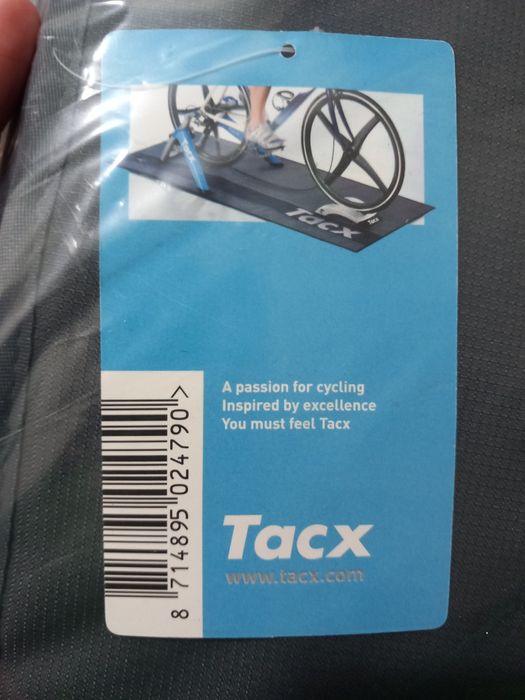 Tacx
Tacx
A passion for cycling
Inspired by excellence
You must feel Tacx
8 714895 024790 >
Tacx
www.tacx.com